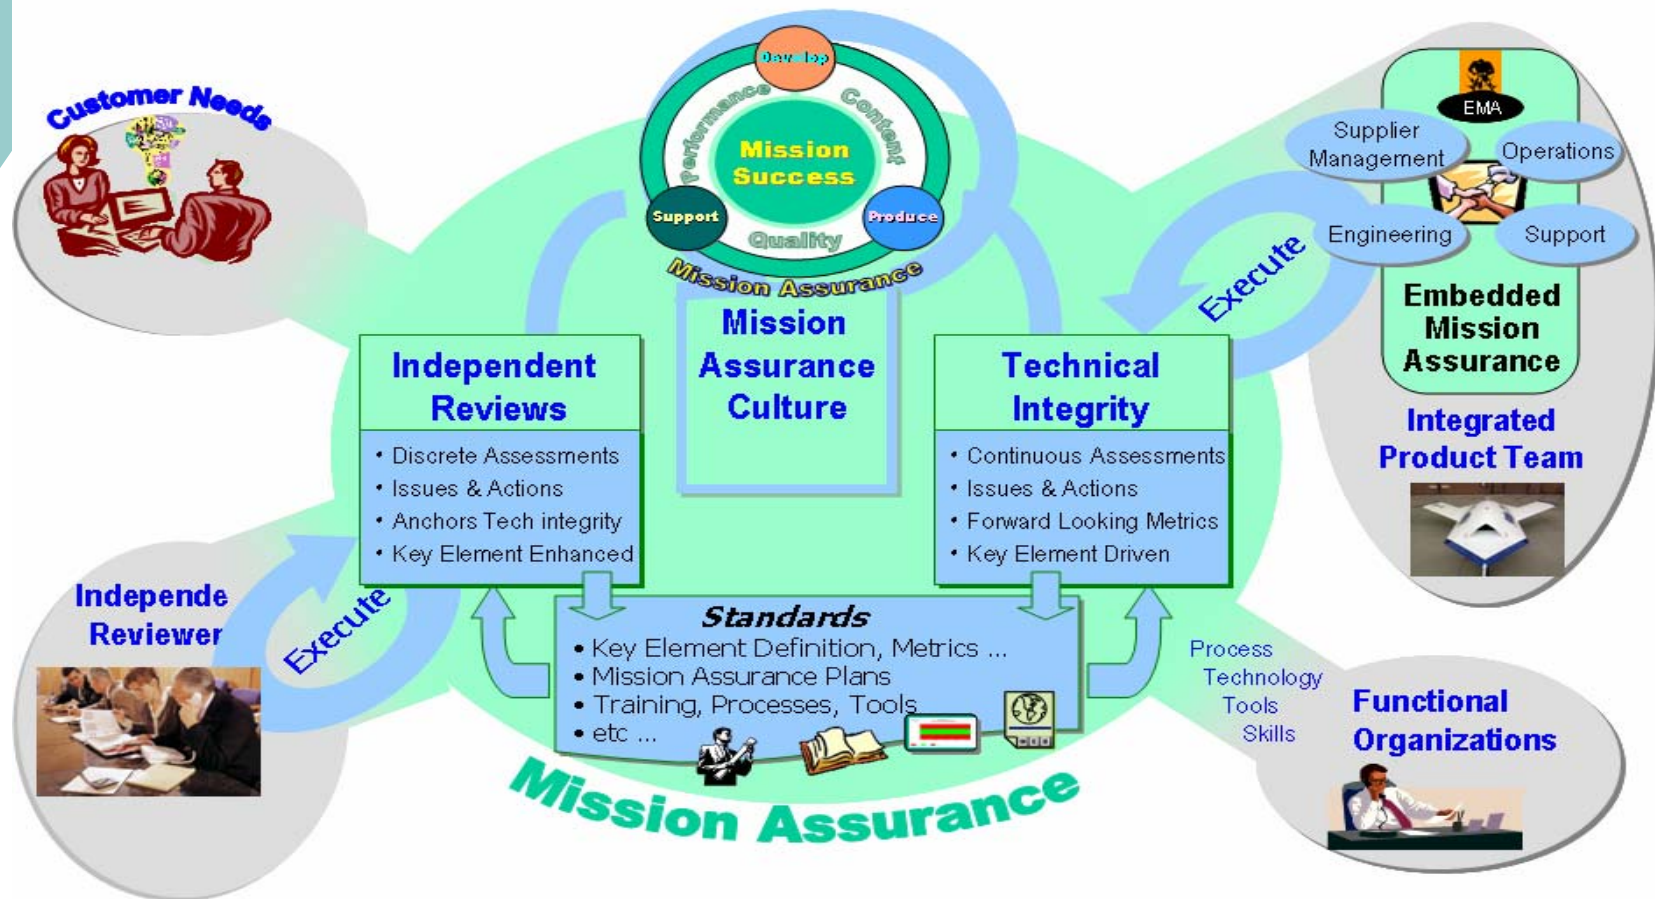 Customer Needs
Develop
Performance
Content
Mission
Success
Support
Produce
Quality
Mission Assurance
Mission
Assurance
Culture
EMA
Supplier
Management
Operations
Engineering
Support
Embedded
Mission
Assurance
Integrated
Product Team
Execute
Independent
Reviews
• Discrete Assessments
• Issues & Actions
• Anchors Tech integrity
• Key Element Enhanced
Technical
Integrity
• Continuous Assessments
• Issues & Actions
• Forward Looking Metrics
• Key Element Driven
Independe
Reviewer
Execute
Standards
• Key Element Definition, Metrics ...
• Mission Assurance Plans
• Training, Processes, Tools
• etc ...
Process
Technology
Tools
Skills
Functional
Organizations
Mission Assurance